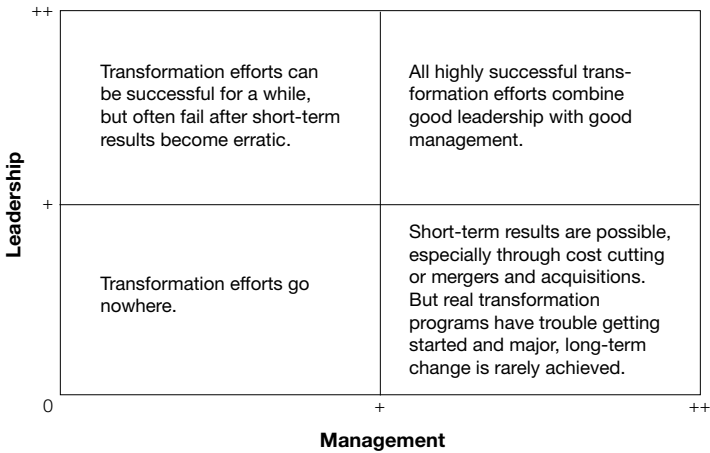 ++
Transformation efforts can
be successful for a while,
but often fail after short-term
results become erratic.
All highly successful trans-
formation efforts combine
good leadership with good
management.
Leadership
+
Transformation efforts go
nowhere.
Short-term results are possible,
especially through cost cutting
or mergers and acquisitions.
But real transformation
programs have trouble getting
started and major, long-term
change is rarely achieved.
0
+
++
Management